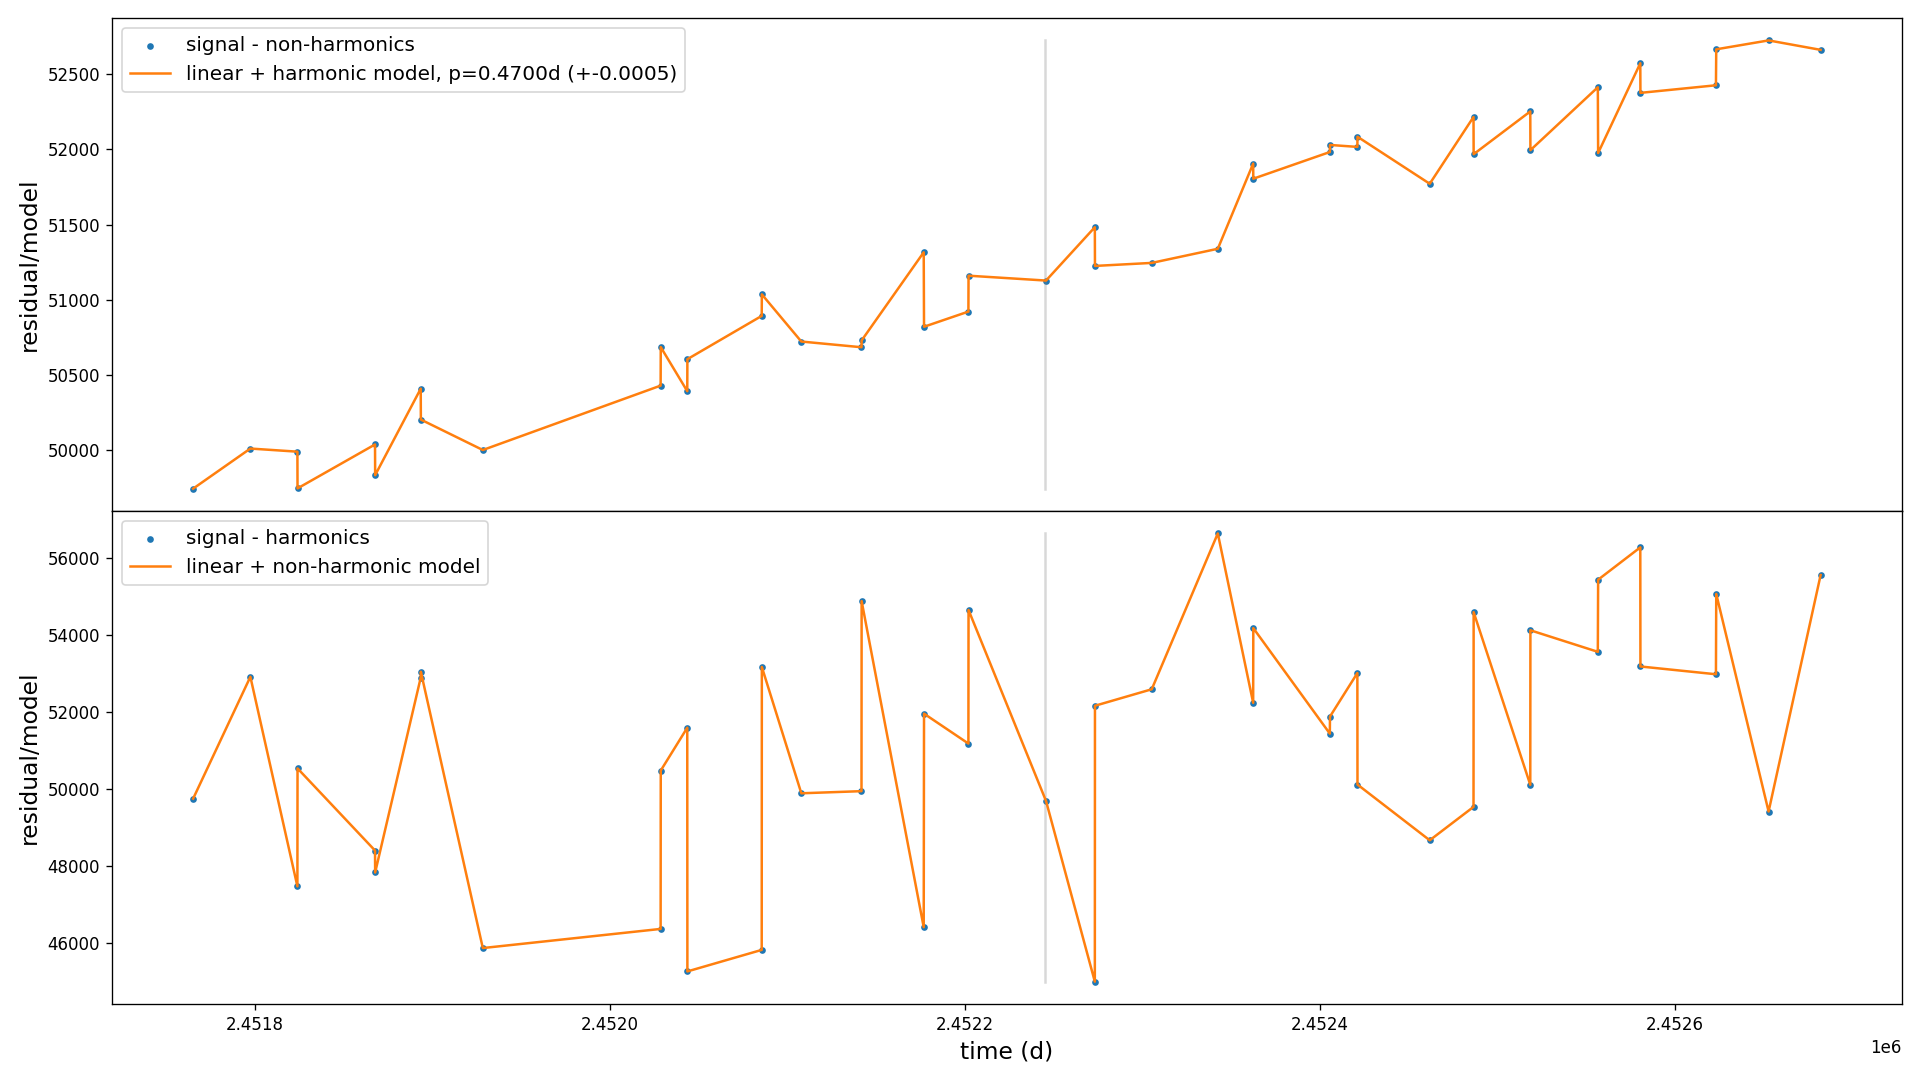 signal - non-harmonics
linear + harmonic model, p=0.4700d (+-0.0005)
52500
52000
51500
51000
50500
50000
residual/model
signal - harmonics
linear + non-harmonic model
56000
54000
52000
50000
48000
46000
residual/model
2.4518 2.4520 2.4522 2.4524 2.4526
time (d)
1e6